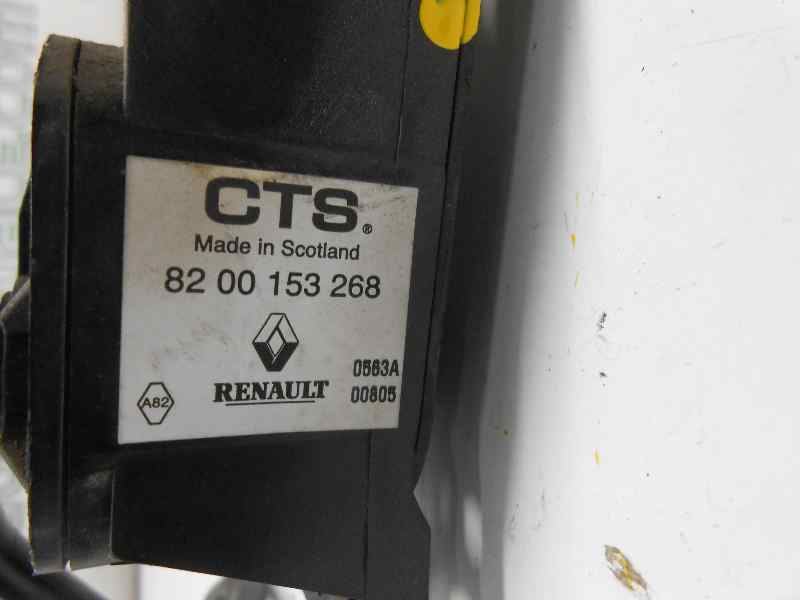 CTS®
Made in Scotland
82 00 153 268
0563A
RENAULT
00805
A82